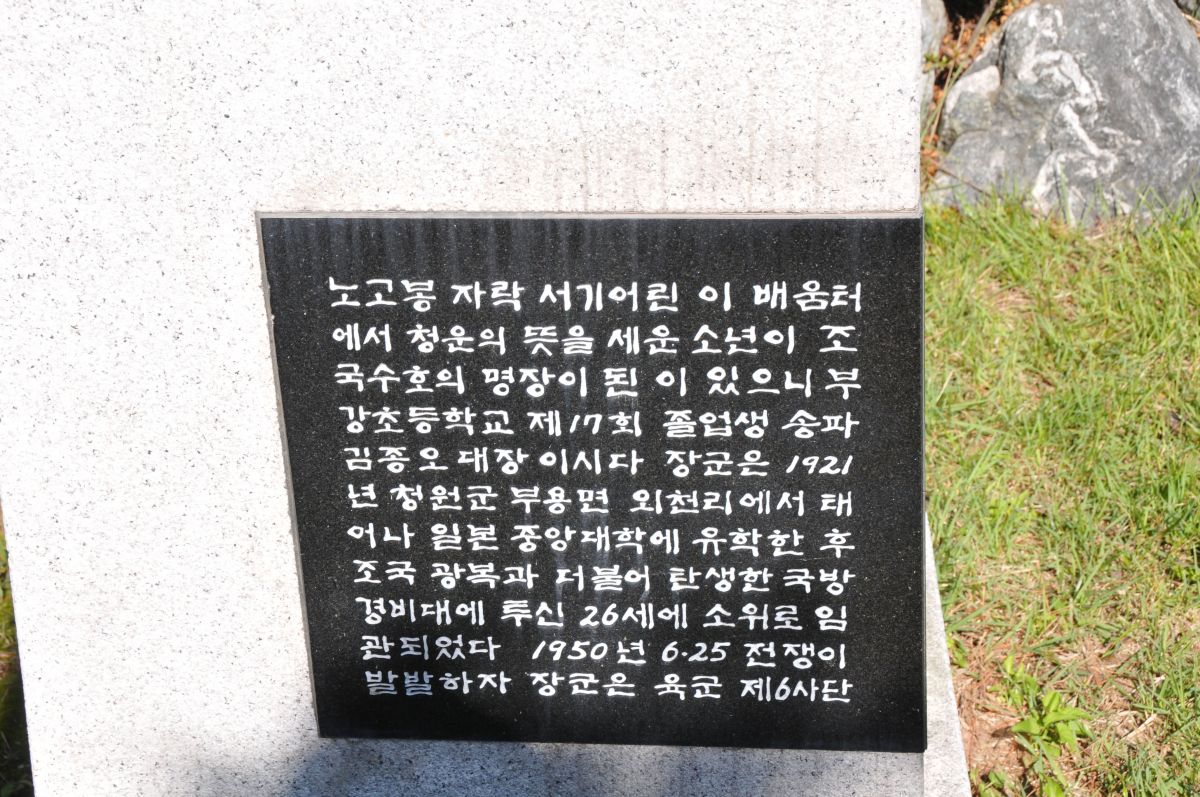 노고봉 자락 서기어린 이 배움터
에서 청운의 뜻을 세운 소년이 조
국수호의 명장이 된 이 있으니 부
강초등학교 제17회 졸업생 송파
김종오 대장이시다 장군은 1921
년 청원군 부용면 외천리에서 태
어나 일본 중앙대학에 유학한 후
조국 광복과 더불어 탄생한 국방
경비대에 투신 26세에 소위로 임
관되었다 1950년 6·25 전쟁이
발발하자 장군은 육군 제6사단